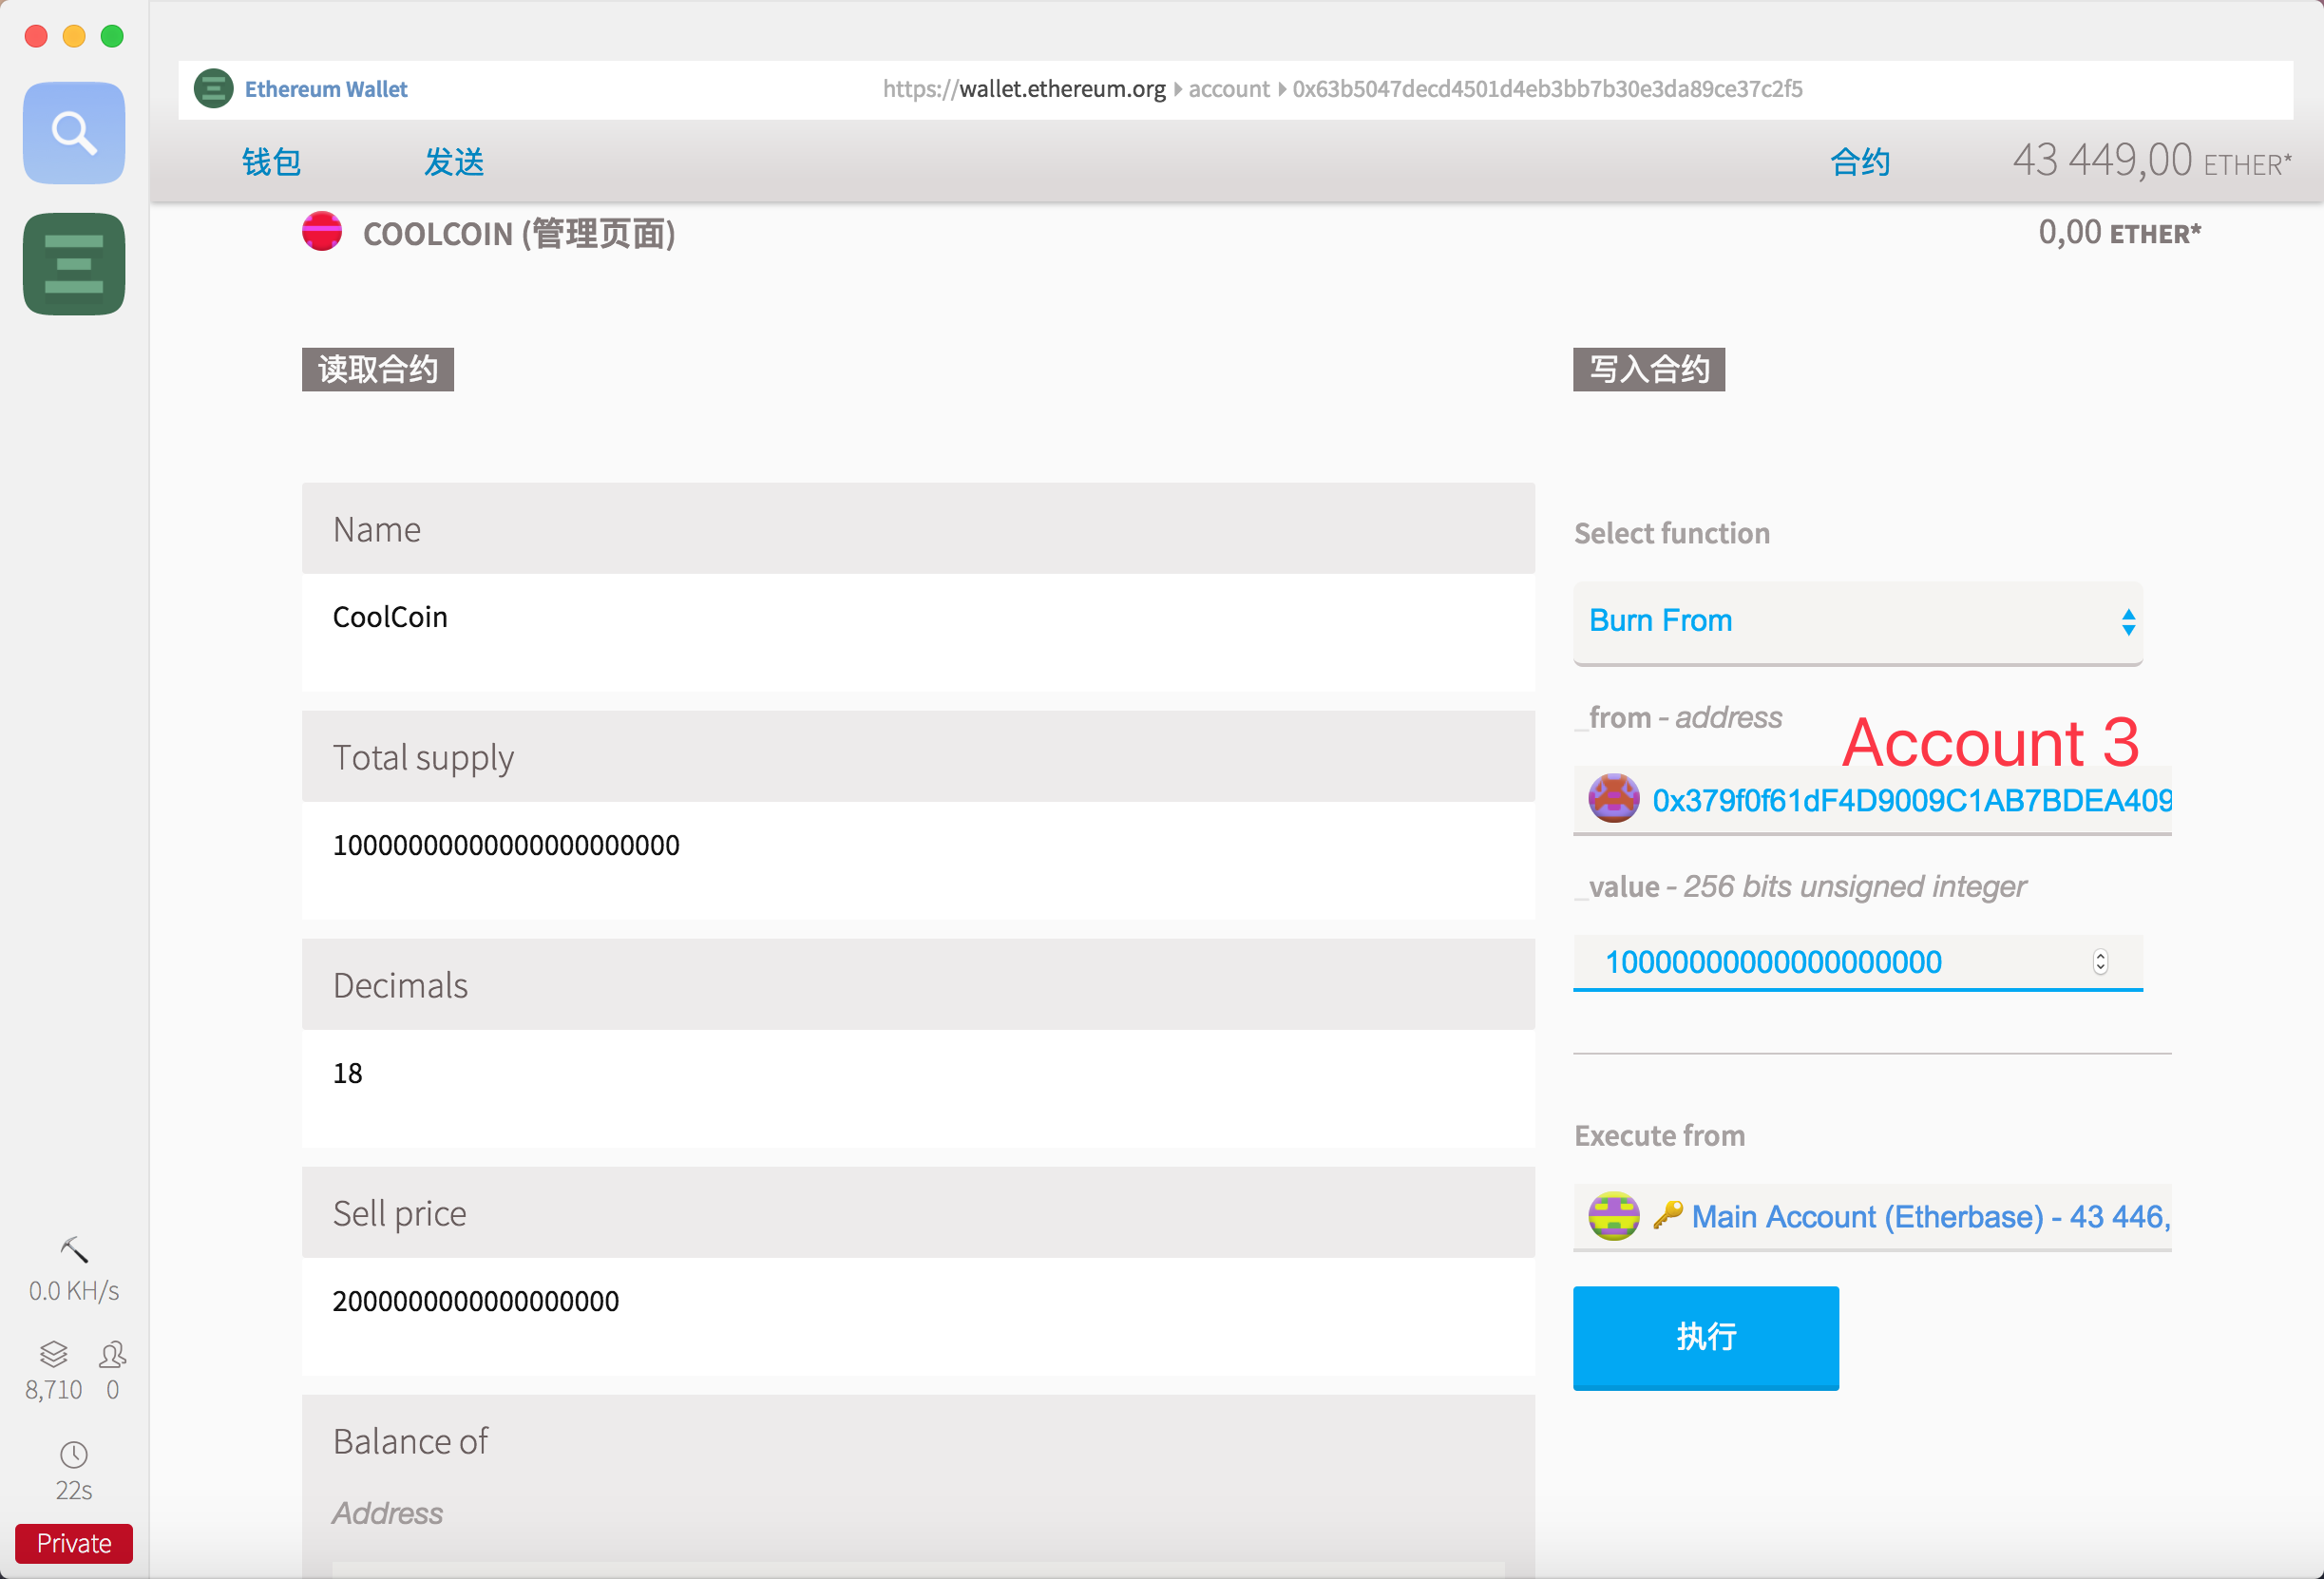 Ethereum Wallet
https://wallet.ethereum.org account 0x63b5047decd4501d4eb3bb7b30e3da89ce37c2f5
钱包 发送 合约 43 449,00 ETHER*
COOLCOIN (管理页面) 0,00 ETHER*
读取合约
Name
CoolCoin
Total supply
10000000000000000000000
Decimals
18
Sell price
2000000000000000000
Balance of
Address
写入合约
Select function
Burn From
_from - address
Account 3
0x379f0f61dF4D9009C1AB7BDEA409
_value - 256 bits unsigned integer
10000000000000000000
Execute from
Main Account (Etherbase) - 43 446,
执行
0.0 KH/s
8,710 0
22s
Private